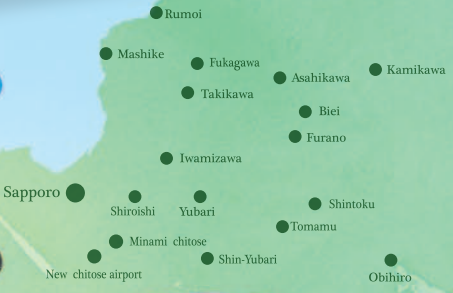 Rumoi
Mashike
Fukagawa
Kamikawa
Asahikawa
Takikawa
Biei
Furano
Iwamizawa
Sapporo
Shiroishi
Yubari
Shintoku
Tomamu
Minami chitose
Shin-Yubari
New chitose airport
Obihiro